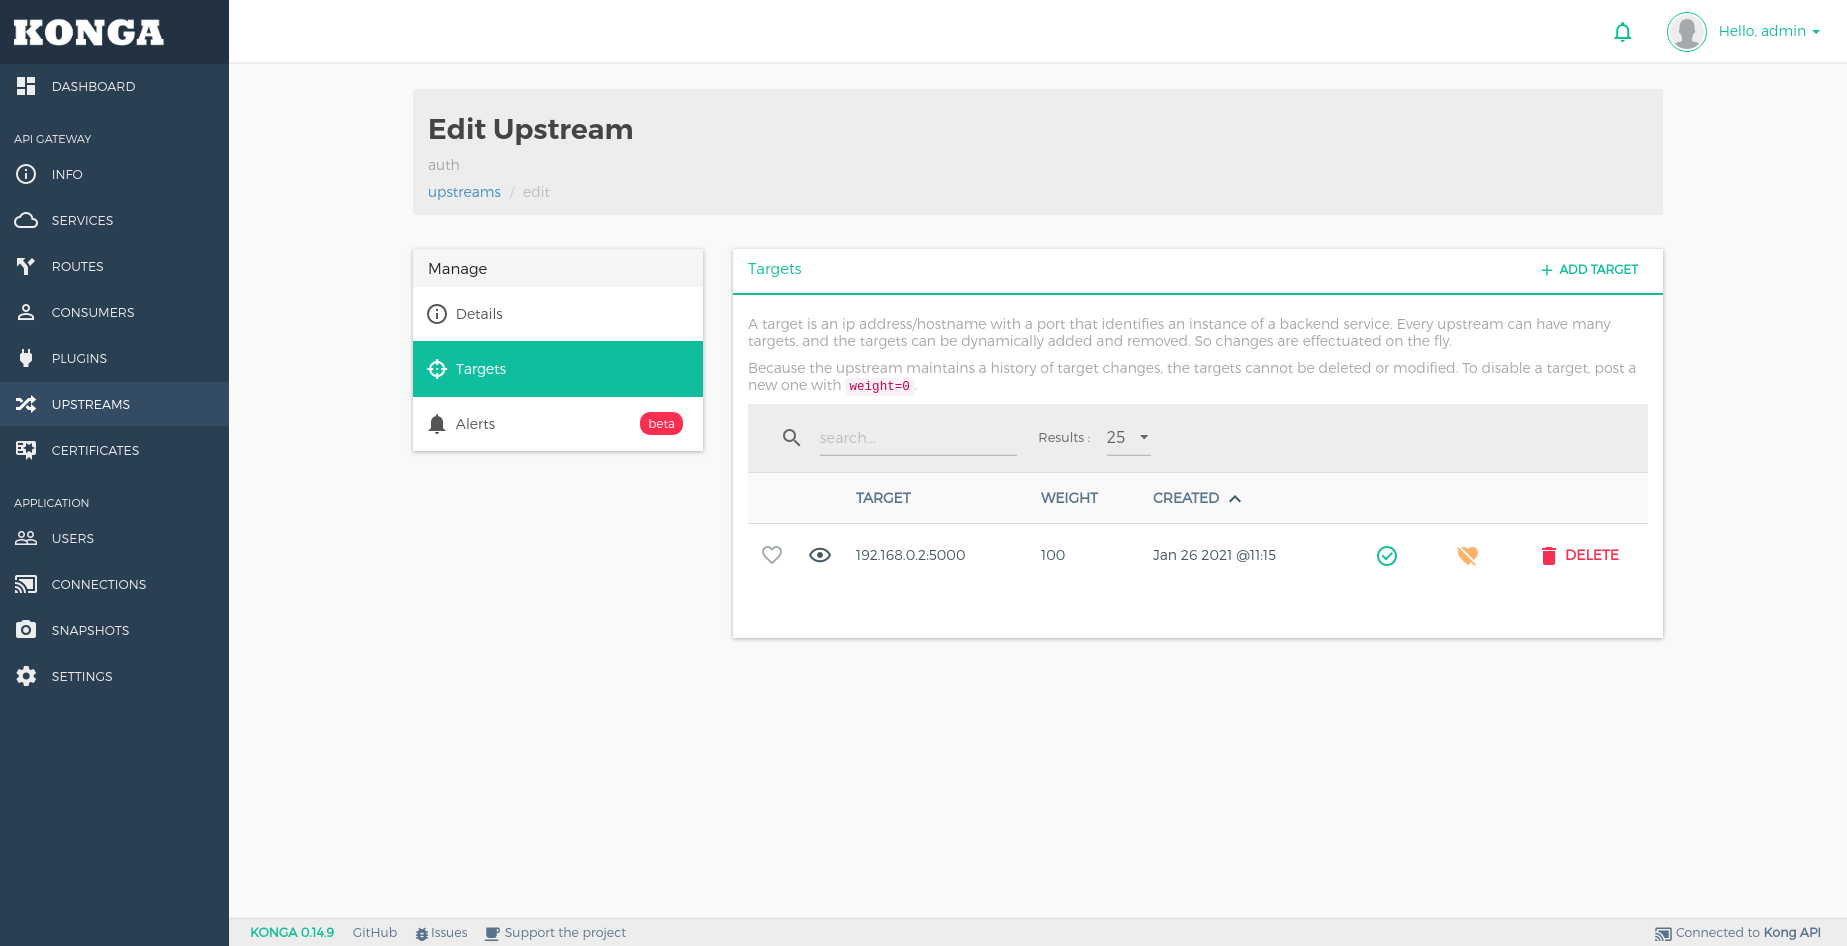 KONGA
Hello, admin
DASHBOARD
API GATEWAY
INFO
SERVICES
ROUTES
CONSUMERS
PLUGINS
UPSTREAMS
CERTIFICATES
APPLICATION
USERS
CONNECTIONS
SNAPSHOTS
SETTINGS
Edit Upstream
auth
upstreams / edit
Manage
Details
Targets
Alerts beta
Targets
+ ADD TARGET
A target is an ip address/hostname with a port that identifies an instance of a backend service. Every upstream can have many
targets, and the targets can be dynamically added and removed. So changes are effectuated on the fly.
Because the upstream maintains a history of target changes, the targets cannot be deleted or modified. To disable a target, post a
new one with weight=0.
search... Results : 25
TARGET WEIGHT CREATED
192.168.0.2:5000 100 Jan 26 2021 @11:15 DELETE
KONGA 0.14.9 GitHub Issues Support the project Connected to Kong API